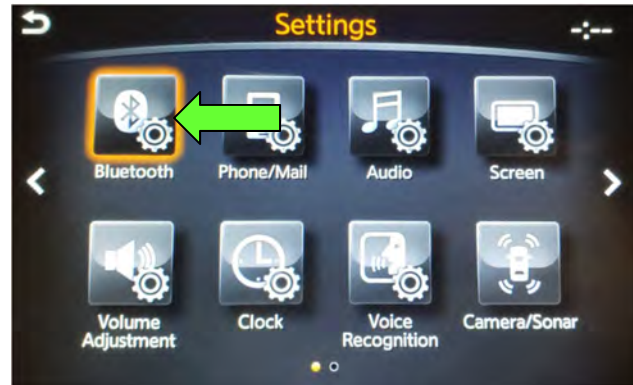 Settings
-:--
Bluetooth
Phone/Mail
Audio
Screen
Volume
Adjustment
Clock
Voice
Recognition
Camera/Sonar